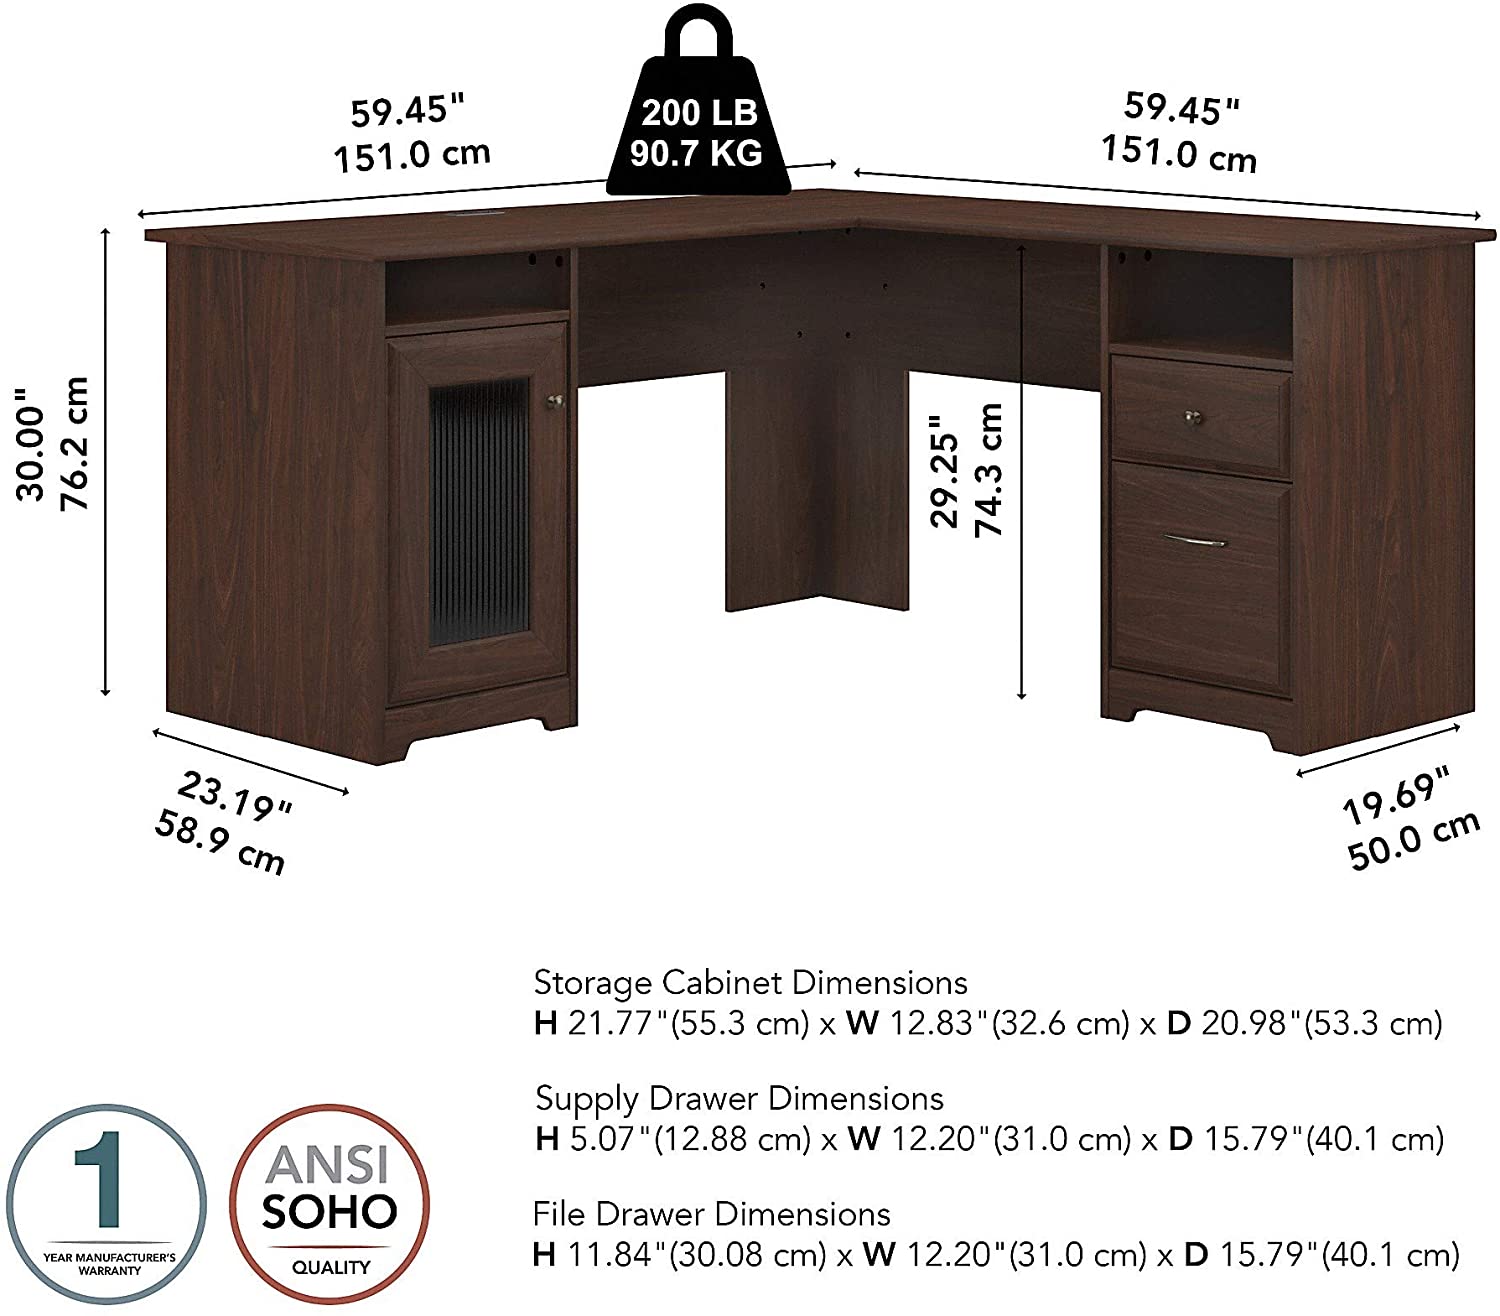 200 LB
90.7 KG
59.45"
151.0 cm
59.45"
151.0 cm
30.00"
76.2 cm
29.25"
74.3 cm
23.19"
58.9 cm
19.69"
50.0 cm
Storage Cabinet Dimensions
H 21.77"(55.3 cm) x W 12.83"(32.6 cm) x D 20.98"(53.3 cm)
Supply Drawer Dimensions
H 5.07"(12.88 cm) x W 12.20"(31.0 cm) x D 15.79"(40.1 cm)
File Drawer Dimensions
H 11.84"(30.08 cm) x W 12.20"(31.0 cm) x D 15.79"(40.1 cm)
1
YEAR MANUFACTURER'S
WARRANTY
ANSI
SOHO
QUALITY